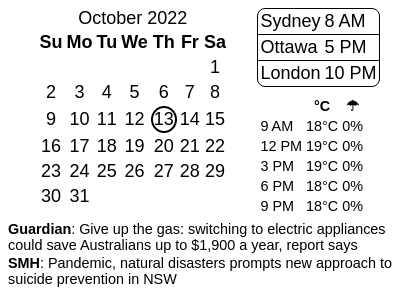 October 2022
Su Mo Tu We Th Fr Sa
1
2 3 4 5 6 7 8
9 10 11 12 13 14 15
16 17 18 19 20 21 22
23 24 25 26 27 28 29
30 31
Sydney 8 AM
Ottawa 5 PM
London 10 PM
°C ☂
9 AM 18°C 0%
12 PM 19°C 0%
3 PM 19°C 0%
6 PM 18°C 0%
9 PM 18°C 0%
Guardian: Give up the gas: switching to electric appliances
could save Australians up to $1,900 a year, report says
SMH: Pandemic, natural disasters prompt new approach to
suicide prevention in NSW